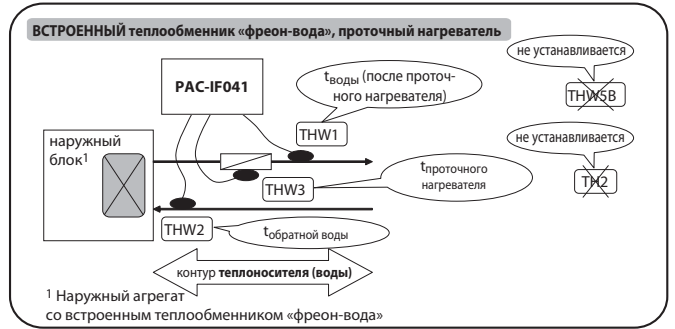 ВСТРОЕННЫЙ теплообменник «фреон-вода», проточный нагреватель
не устанавливается
THW5B
PAC-IF041
tводы (после проточ-
ного нагревателя)
THW1
не устанавливается
TH2
наружный
блок1
THW3
tпроточного
нагревателя
THW2
tобратной воды
контур теплоносителя (воды)
1 Наружный агрегат
со встроенным теплообменником «фреон-вода»